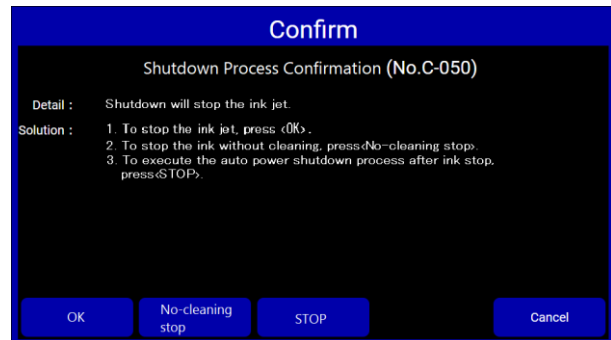 Confirm
Shutdown Process Confirmation (No.C-050)
Detail : Shutdown will stop the ink jet.
Solution : 1. To stop the ink jet, press <OK>.
2. To stop the ink without cleaning, press<No-cleaning stop>.
3. To execute the auto power shutdown process after ink stop,
press<STOP>.
OK
No-cleaning
stop
STOP
Cancel